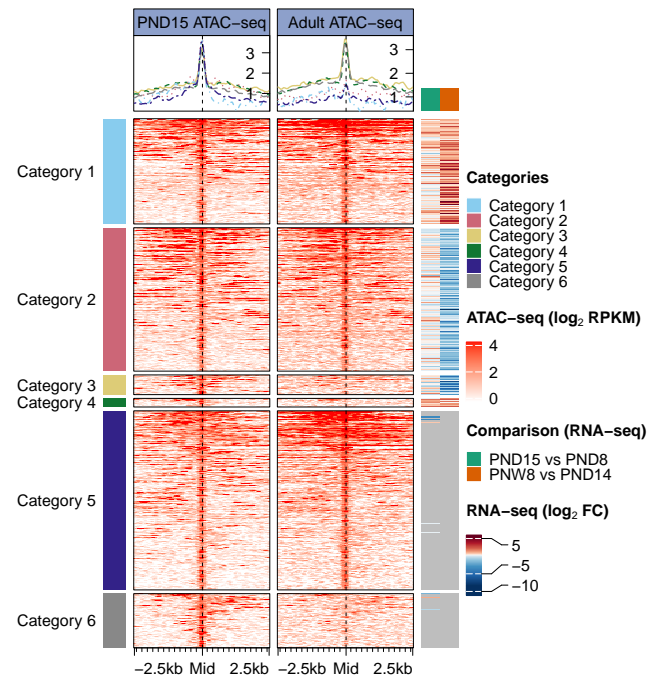 PND15 ATAC−seq
Adult ATAC−seq
3
2
1
3
2
1
Category 1
Category 2
Category 3
Category 4
Category 5
Category 6
−2.5kb Mid 2.5kb
−2.5kb Mid 2.5kb
Categories
Category 1
Category 2
Category 3
Category 4
Category 5
Category 6
ATAC−seq (log₂ RPKM)
4
2
0
Comparison (RNA−seq)
PND15 vs PND8
PNW8 vs PND14
RNA−seq (log₂ FC)
5
−5
−10